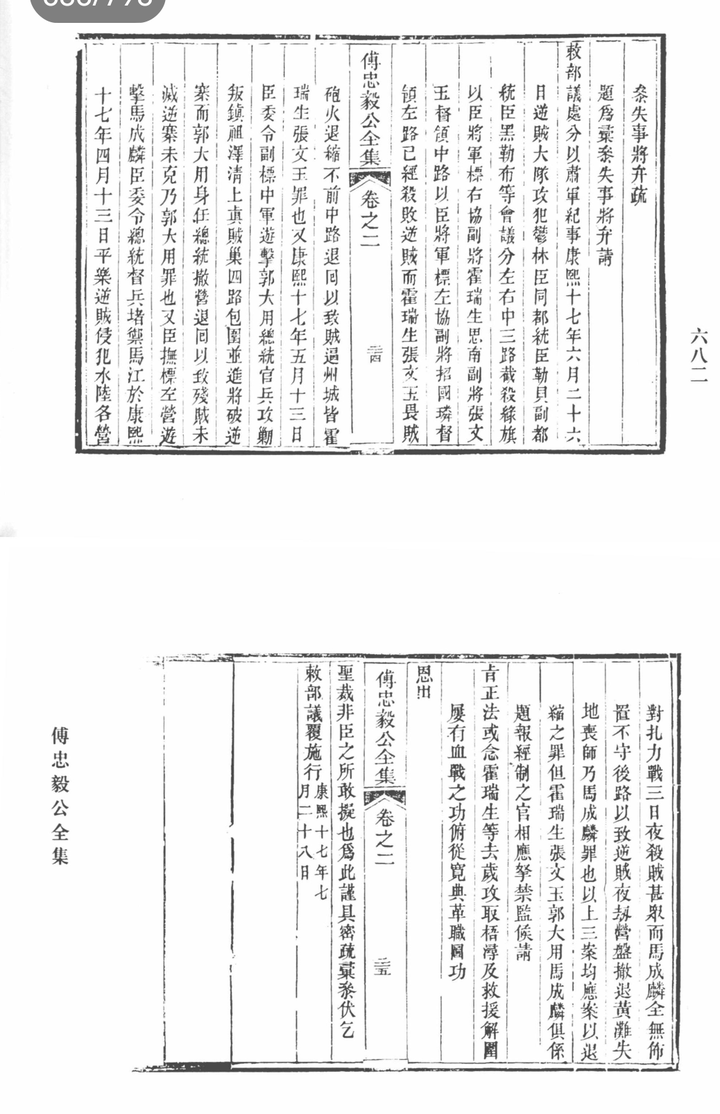 叅失事將弁疏
題爲彙叅失事將弁請
敕部議處分以肅軍紀事康熙十七年六月二十六
日逆賊大隊攻犯鬱林臣同都統臣勒貝副都
統臣黑勒布等會議分左右中三路截殺綠旗
以臣將軍標右協副將霍瑞生思南副將張文
玉督領中路以臣將軍標左協副將招國璘督
領左路已經殺敗逆賊而霍瑞生張文玉畏賊
傅忠毅公全集 卷之二 二十四
砲火退縮不前中路退囘以致賊逼州城皆霍
瑞生張文玉罪也又康熙十七年五月十三日
臣委令副標中軍遊擊郭大用總統官兵攻勦
叛鎮祖澤淸上眞賊巢四路包圍並進將破逆
寨而郭大用身任總統撤營退囘以致殘賊未
滅逆寨未克乃郭大用罪也又臣撫標左營遊
擊馬成麟臣委令總統督兵堵禦馬江於康熙
十七年四月十三日平樂逆賊侵犯水陸各營
六八二
對扎力戰三日夜殺賊甚衆而馬成麟全無佈
置不守後路以致逆賊夜刼營盤撤退黃灘失
地喪師乃馬成麟罪也以上三案均應案以退
縮之罪但霍瑞生張文玉郭大用馬成麟俱係
題報經制之官相應拏禁監候請
旨正法或念霍瑞生等去歲攻取梧潯及救援解圍
屢有血戰之功俯從寬典革職圖功
恩出
傅忠毅公全集 卷之二 二十五
聖裁非臣之所敢擬也爲此謹具密疏彙叅伏乞
敕部議覆施行 康熙十七年七月二十八日
傅忠毅公全集